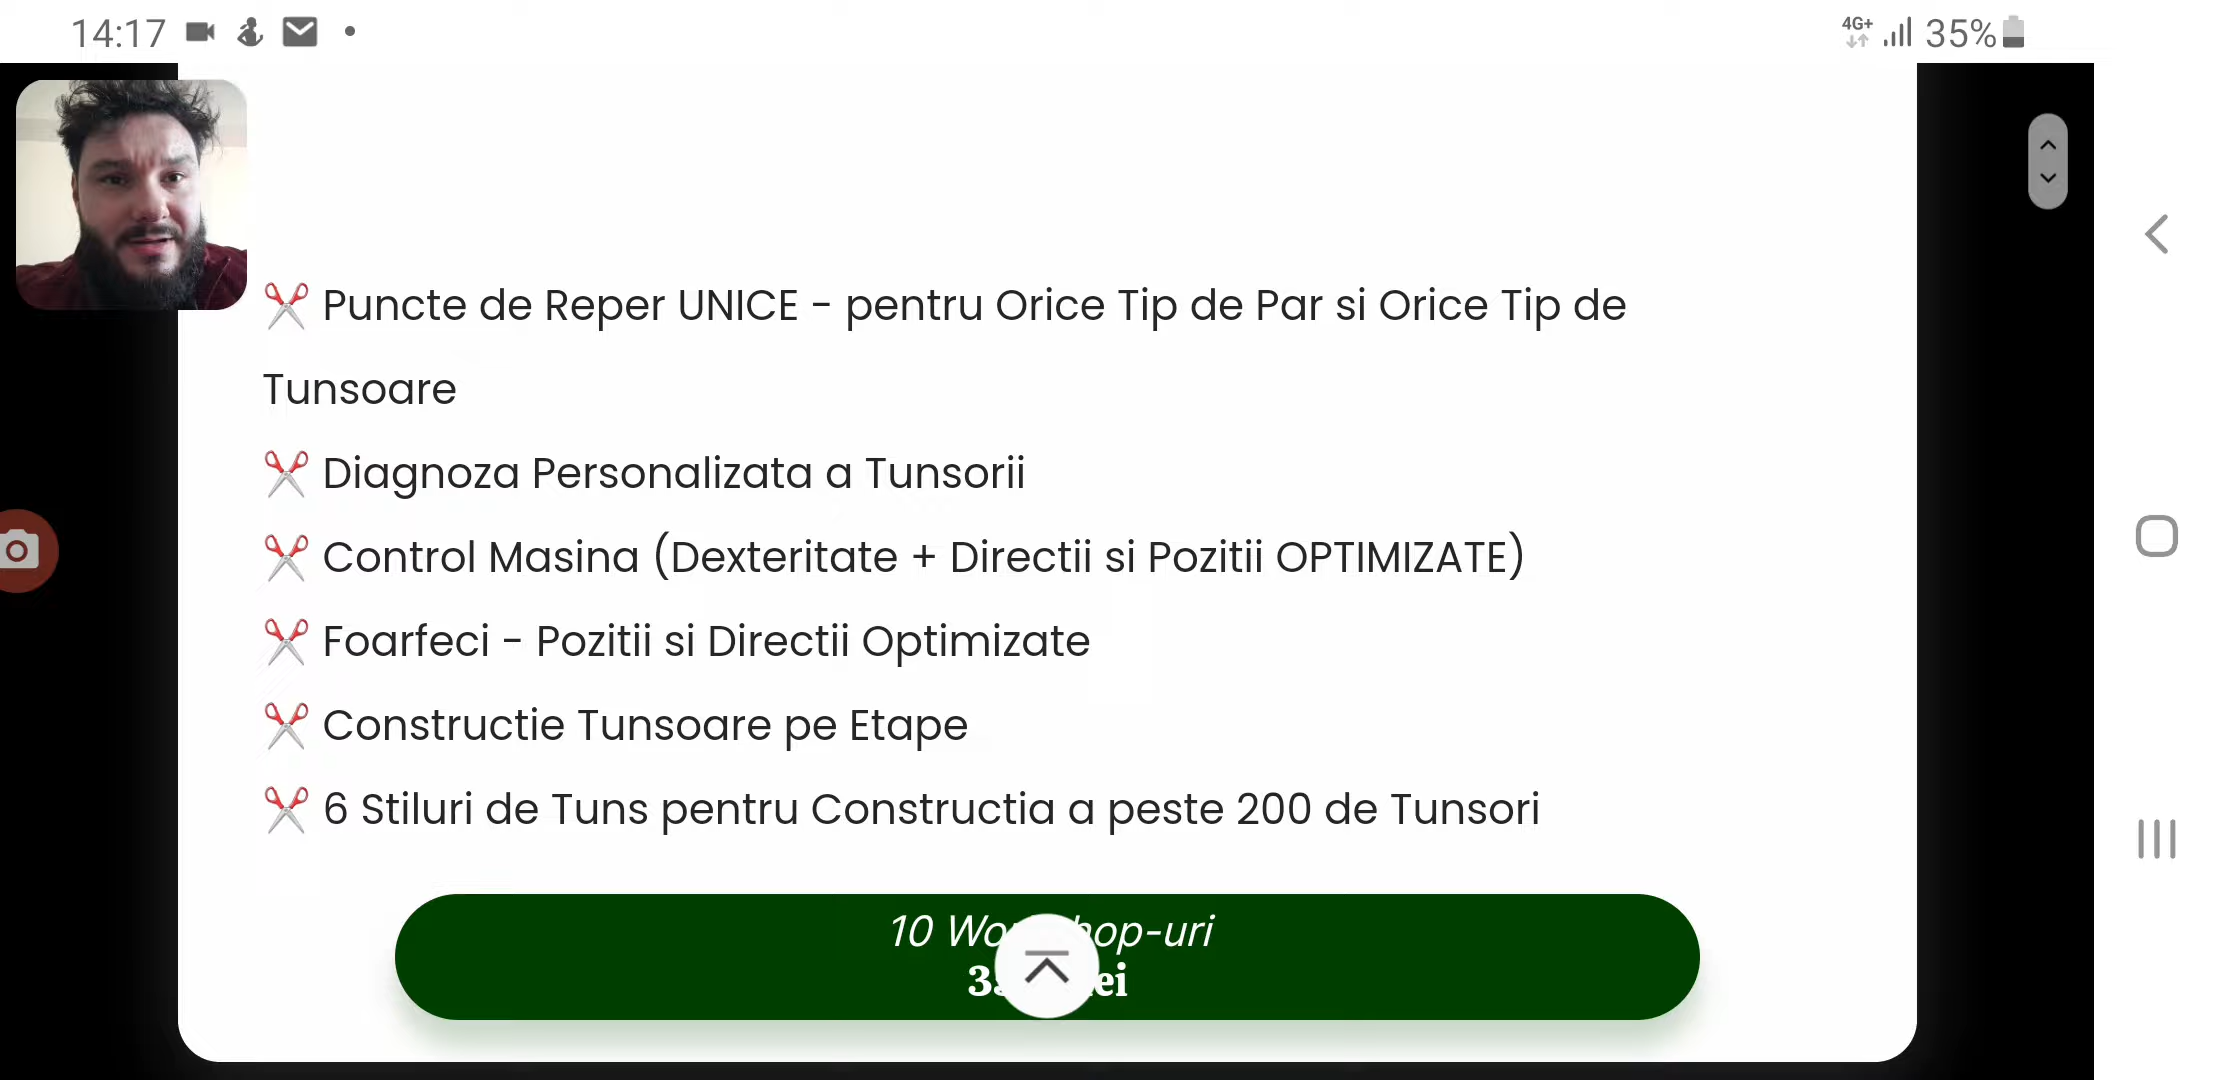 14:17
4G+
35%
Puncte de Reper UNICE - pentru Orice Tip de Par si Orice Tip de
Tunsoare
Diagnoza Personalizata a Tunsorii
Control Masina (Dexteritate + Directii si Pozitii OPTIMIZATE)
Foarfeci - Pozitii si Directii Optimizate
Constructie Tunsoare pe Etape
6 Stiluri de Tuns pentru Constructia a peste 200 de Tunsori
10